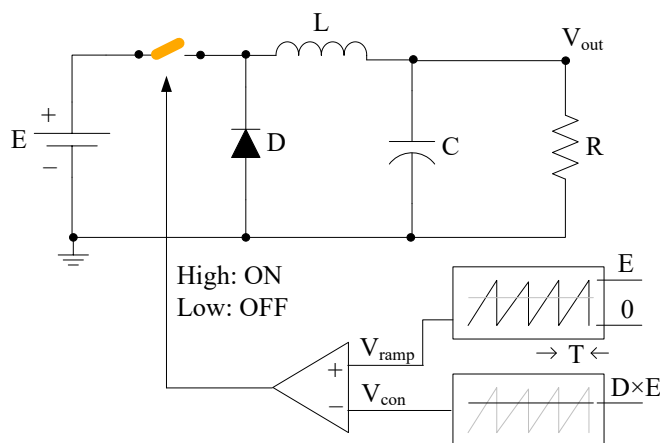 L
V_out
+
E
−
D
C
R
High: ON
Low: OFF
E
0
V_ramp
+
→ T ←
V_con
−
D×E